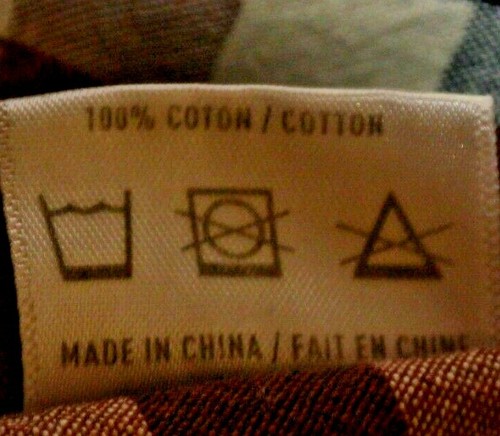 100% COTON / COTTON
MADE IN CHINA / FAIT EN CHINE